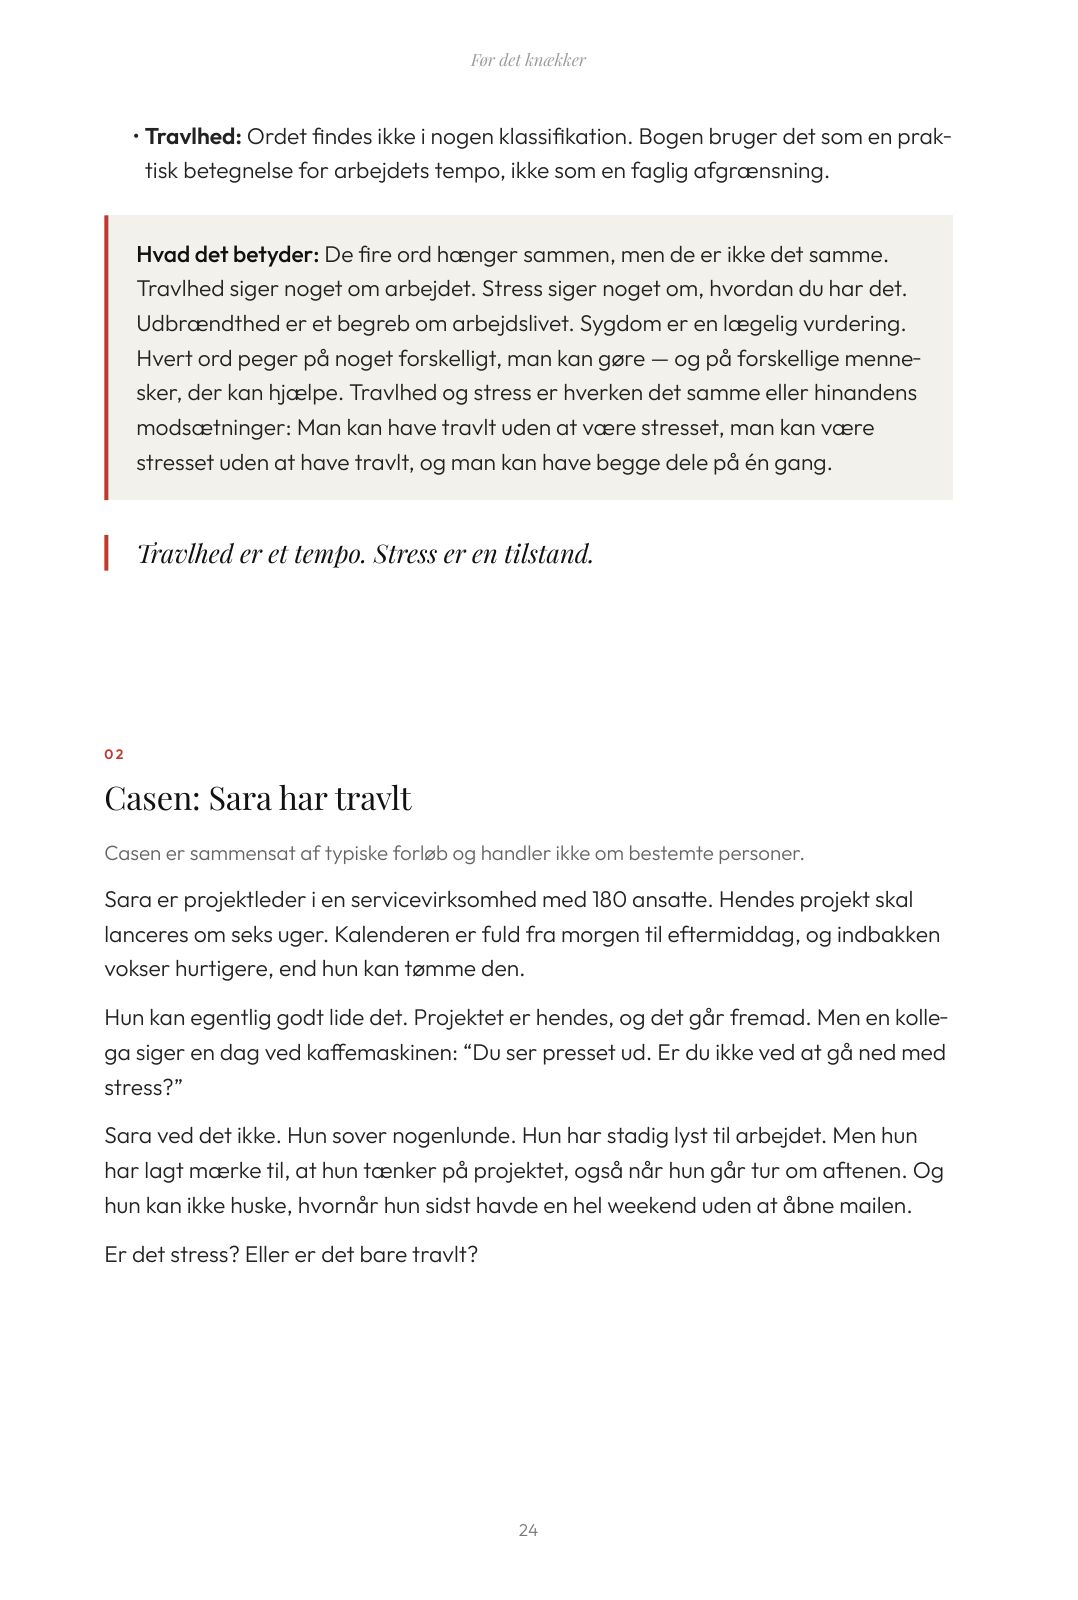 Før det knækker
• Travlhed: Ordet findes ikke i nogen klassifikation. Bogen bruger det som en prak-
tisk betegnelse for arbejdets tempo, ikke som en faglig afgrænsning.
Hvad det betyder: De fire ord hænger sammen, men de er ikke det samme.
Travlhed siger noget om arbejdet. Stress siger noget om, hvordan du har det.
Udbrændthed er et begreb om arbejdslivet. Sygdom er en lægelig vurdering.
Hvert ord peger på noget forskelligt, man kan gøre — og på forskellige menne-
sker, der kan hjælpe. Travlhed og stress er hverken det samme eller hinandens
modsætninger: Man kan have travlt uden at være stresset, man kan være
stresset uden at have travlt, og man kan have begge dele på én gang.
Travlhed er et tempo. Stress er en tilstand.
02
Casen: Sara har travlt
Casen er sammensat af typiske forløb og handler ikke om bestemte personer.
Sara er projektleder i en servicevirksomhed med 180 ansatte. Hendes projekt skal
lanceres om seks uger. Kalenderen er fuld fra morgen til eftermiddag, og indbakken
vokser hurtigere, end hun kan tømme den.
Hun kan egentlig godt lide det. Projektet er hendes, og det går fremad. Men en kolle-
ga siger en dag ved kaffemaskinen: “Du ser presset ud. Er du ikke ved at gå ned med
stress?”
Sara ved det ikke. Hun sover nogenlunde. Hun har stadig lyst til arbejdet. Men hun
har lagt mærke til, at hun tænker på projektet, også når hun går tur om aftenen. Og
hun kan ikke huske, hvornår hun sidst havde en hel weekend uden at åbne mailen.
Er det stress? Eller er det bare travlt?
24